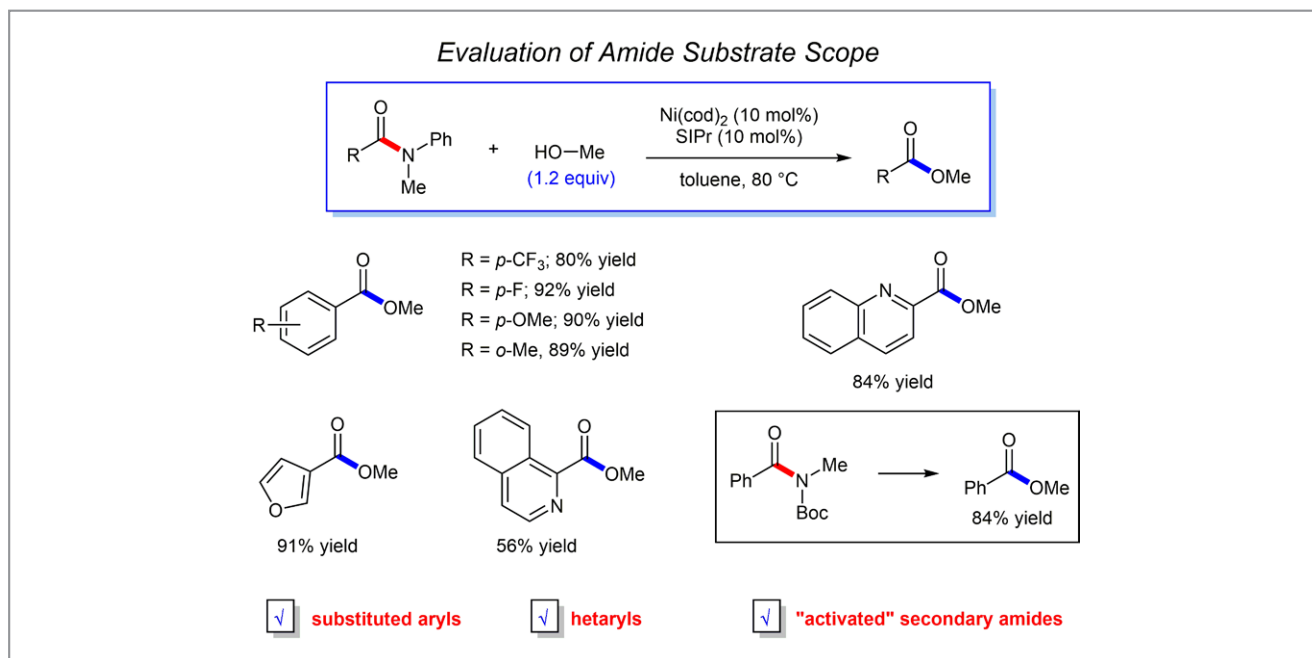 Evaluation of Amide Substrate Scope
O
R
N
Ph
Me
+
HO—Me
(1.2 equiv)
Ni(cod)2 (10 mol%)
SIPr (10 mol%)
toluene, 80 °C
O
R
OMe
O
R
OMe
R = p-CF3; 80% yield
R = p-F; 92% yield
R = p-OMe; 90% yield
R = o-Me, 89% yield
O
N
OMe
84% yield
O
OMe
O
91% yield
O
OMe
N
56% yield
O
Ph
N
Me
Boc
O
Ph
OMe
84% yield
√ substituted aryls
√ hetaryls
√ "activated" secondary amides